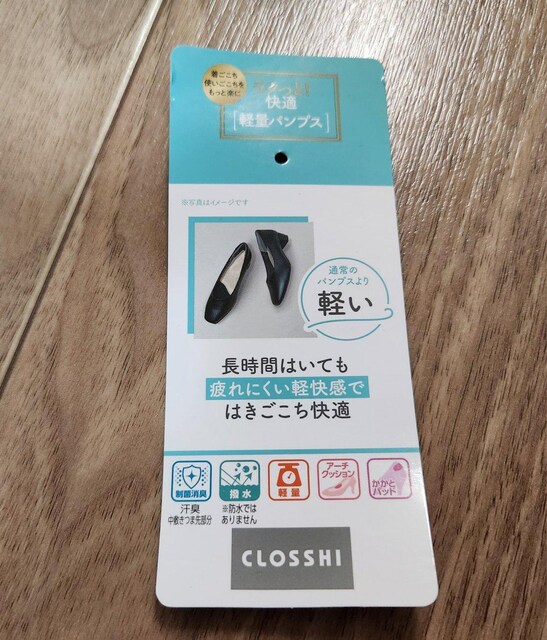 着ごこち
使いごこちを
もっと楽に
快適
[軽量パンプス]
※写真はイメージです
通常の
パンプスより
軽い
長時間はいても
疲れにくい軽快感で
はきごこち快適
制菌消臭
撥水
軽量
アーチ
クッション
かかと
パッド
汗臭
中敷きつま先部分
※防水では
ありません
CLOSSHI